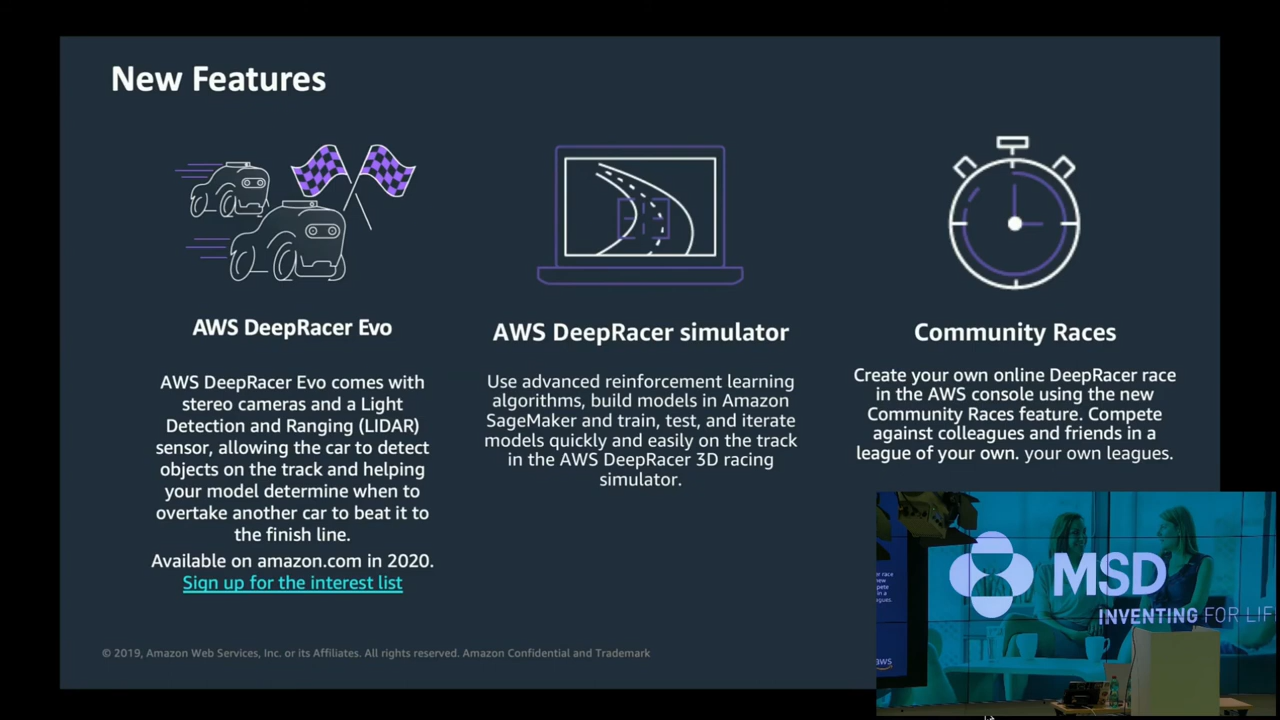 New Features
AWS DeepRacer Evo
AWS DeepRacer Evo comes with
stereo cameras and a Light
Detection and Ranging (LIDAR)
sensor, allowing the car to detect
objects on the track and helping
your model determine when to
overtake another car to beat it to
the finish line.
Available on amazon.com in 2020.
Sign up for the interest list
AWS DeepRacer simulator
Use advanced reinforcement learning
algorithms, build models in Amazon
SageMaker and train, test, and iterate
models quickly and easily on the track
in the AWS DeepRacer 3D racing
simulator.
Community Races
Create your own online DeepRacer race
in the AWS console using the new
Community Races feature. Compete
against colleagues and friends in a
league of your own. your own leagues.
© 2019, Amazon Web Services, Inc. or its Affiliates. All rights reserved. Amazon Confidential and Trademark
MSD
INVENTING FOR LIF
aws